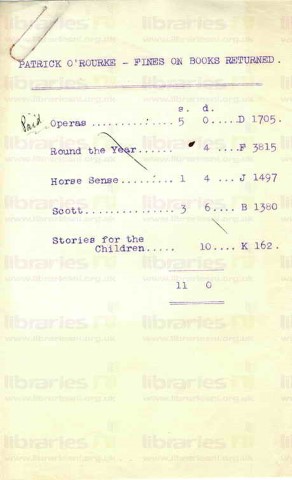 PATRICK O'ROURKE - FINES ON BOOKS RETURNED.
s. d.
Paid Operas............. 5 0....D 1705.
Round the Year...... 4 ...F 3815
Horse Sense........ 1 4 ... J 1497
Scott............. 3 6.... B 1380
Stories for the
Children..... 10.... K 162.
11 0